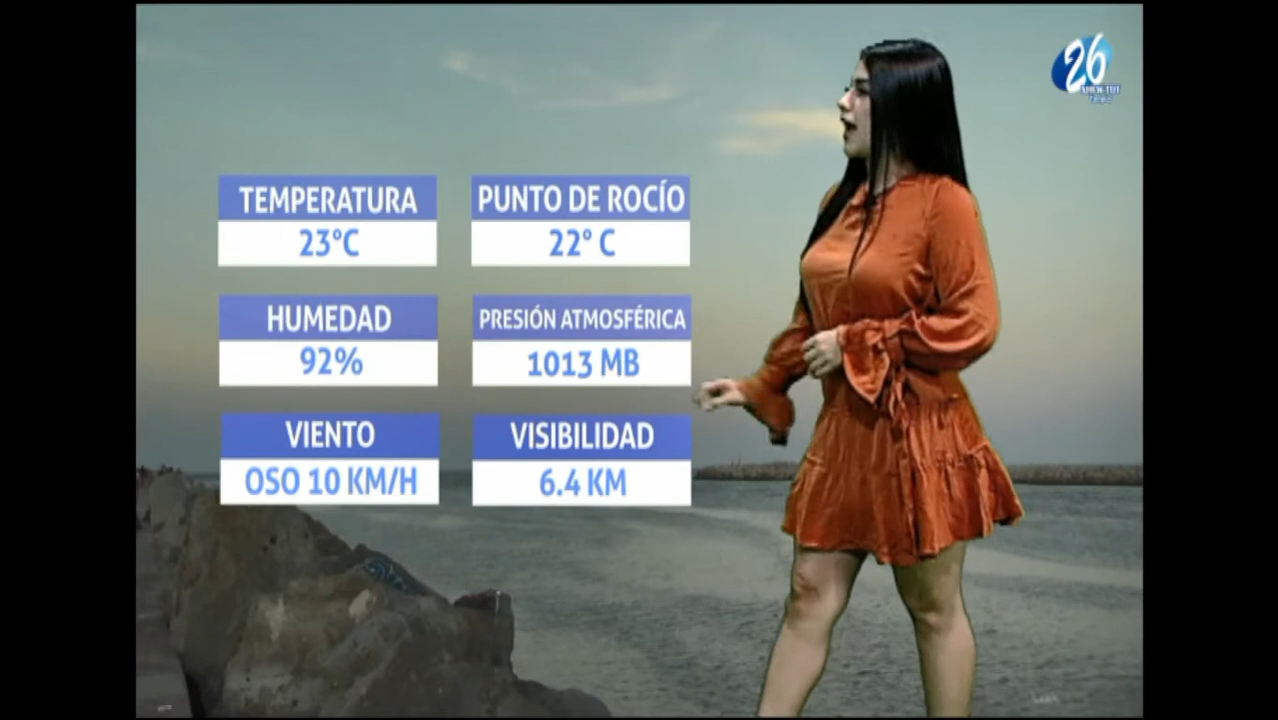 26
TEMPERATURA
23°C
PUNTO DE ROCÍO
22° C
HUMEDAD
92%
PRESIÓN ATMOSFÉRICA
1013 MB
VIENTO
OSO 10 KM/H
VISIBILIDAD
6.4 KM